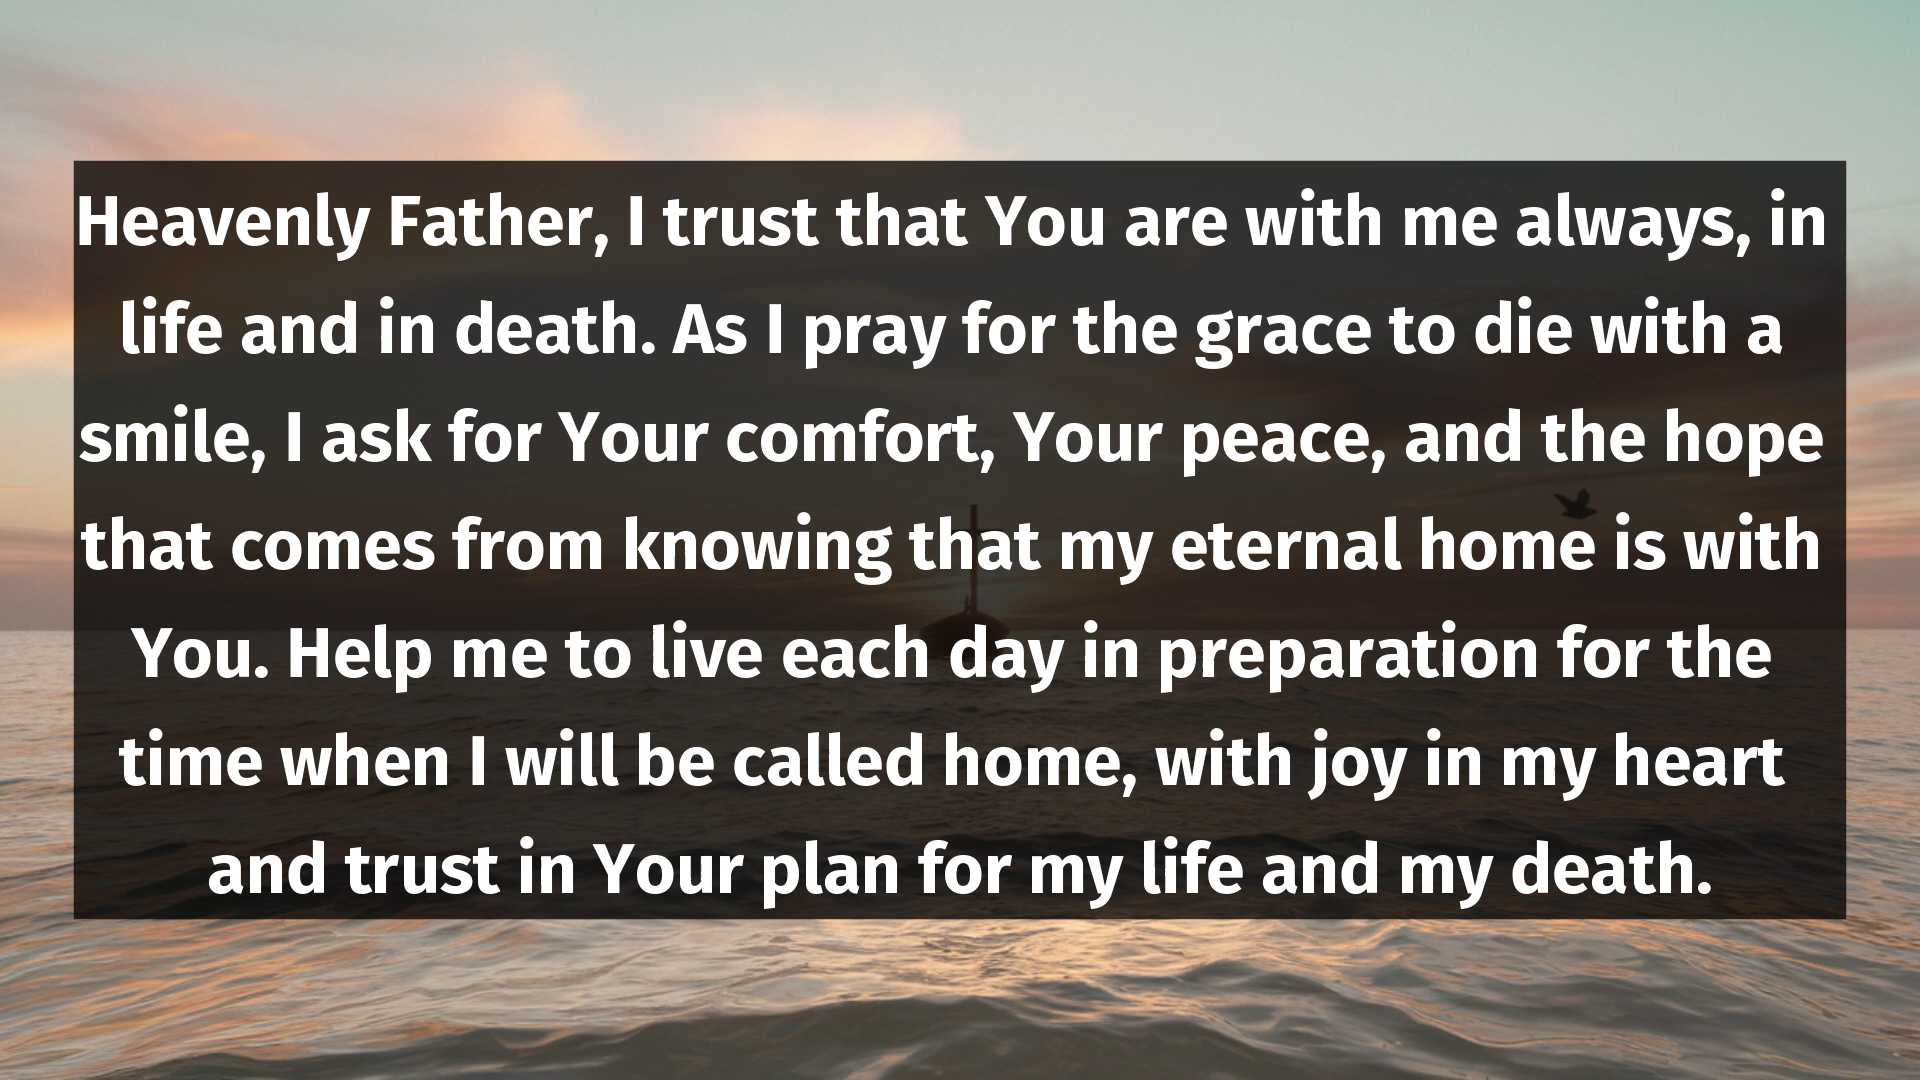 Heavenly Father, I trust that You are with me always, in
life and in death. As I pray for the grace to die with a
smile, I ask for Your comfort, Your peace, and the hope
that comes from knowing that my eternal home is with
You. Help me to live each day in preparation for the
time when I will be called home, with joy in my heart
and trust in Your plan for my life and my death.